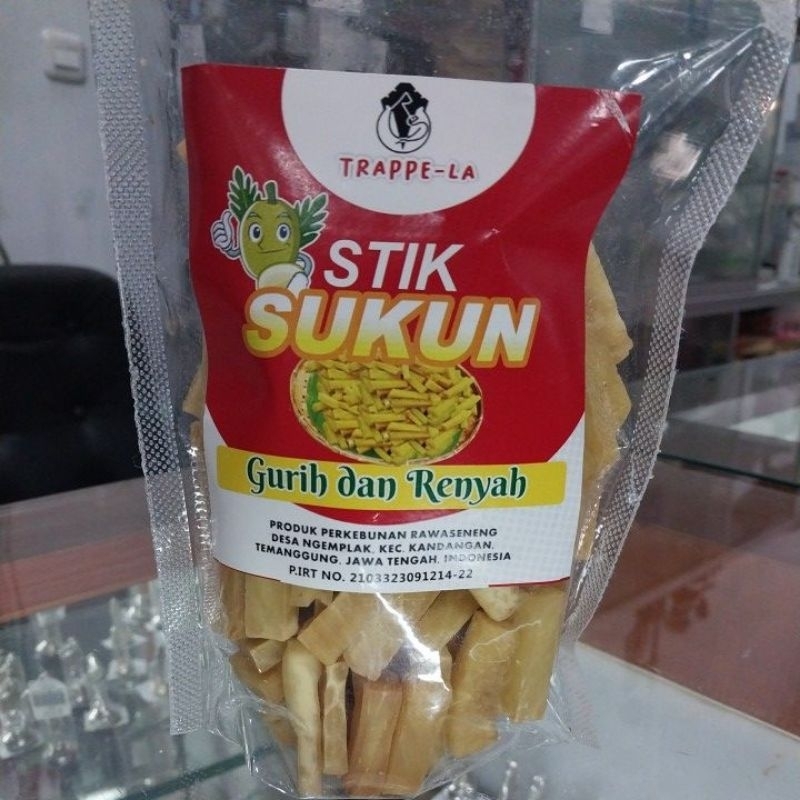 TRAPPE-LA
STIK
SUKUN
Gurih dan Renyah
PRODUK PERKEBUNAN RAWASENENG
DESA NGEMPLAK, KEC. KANDANGAN,
TEMANGGUNG, JAWA TENGAH, INDONESIA
P.IRT NO. 2103323091214-22